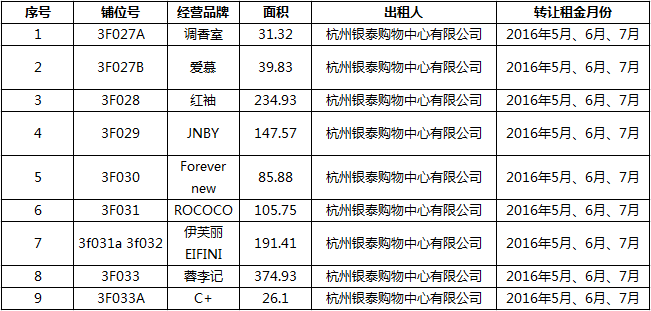 序号 铺位号 经营品牌 面积 出租人 转让租金月份
1 3F027A 调香室 31.32 杭州银泰购物中心有限公司 2016年5月、6月、7月
2 3F027B 爱慕 39.83 杭州银泰购物中心有限公司 2016年5月、6月、7月
3 3F028 红袖 234.93 杭州银泰购物中心有限公司 2016年5月、6月、7月
4 3F029 JNBY 147.57 杭州银泰购物中心有限公司 2016年5月、6月、7月
5 3F030 Forever new 85.88 杭州银泰购物中心有限公司 2016年5月、6月、7月
6 3F031 ROCOCO 105.75 杭州银泰购物中心有限公司 2016年5月、6月、7月
7 3f031a 3f032 伊芙丽 EIFINI 191.41 杭州银泰购物中心有限公司 2016年5月、6月、7月
8 3F033 蓉李记 374.93 杭州银泰购物中心有限公司 2016年5月、6月、7月
9 3F033A C+ 26.1 杭州银泰购物中心有限公司 2016年5月、6月、7月